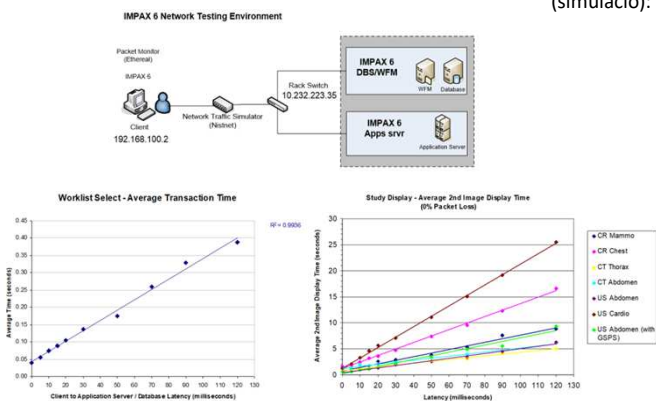 (simulació):
IMPAX 6 Network Testing Environment
Packet Monitor
(Ethereal)
IMPAX 6
Client
192.168.100.2
Network Traffic Simulator
(Nistnet)
Rack Switch
10.232.223.35
IMPAX 6
DBS/WFM
WFM
Database
IMPAX 6
Apps srvr
Application Server
Worklist Select - Average Transaction Time
R² = 0.9936
Average Time (seconds)
0.45
0.40
0.35
0.30
0.25
0.20
0.15
0.10
0.05
0.00
0 10 20 30 40 50 60 70 80 90 100 110 120 130
Client to Application Server / Database Latency (milliseconds)
Study Display - Average 2nd Image Display Time
(0% Packet Loss)
Average 2nd Image Display Time (seconds)
30
25
20
15
10
5
0
0 10 20 30 40 50 60 70 80 90 100 110 120 130
Latency (milliseconds)
CR Mammo
CR Chest
CT Thorax
CT Abdomen
US Abdomen
US Cardio
US Abdomen (with
GSPS)